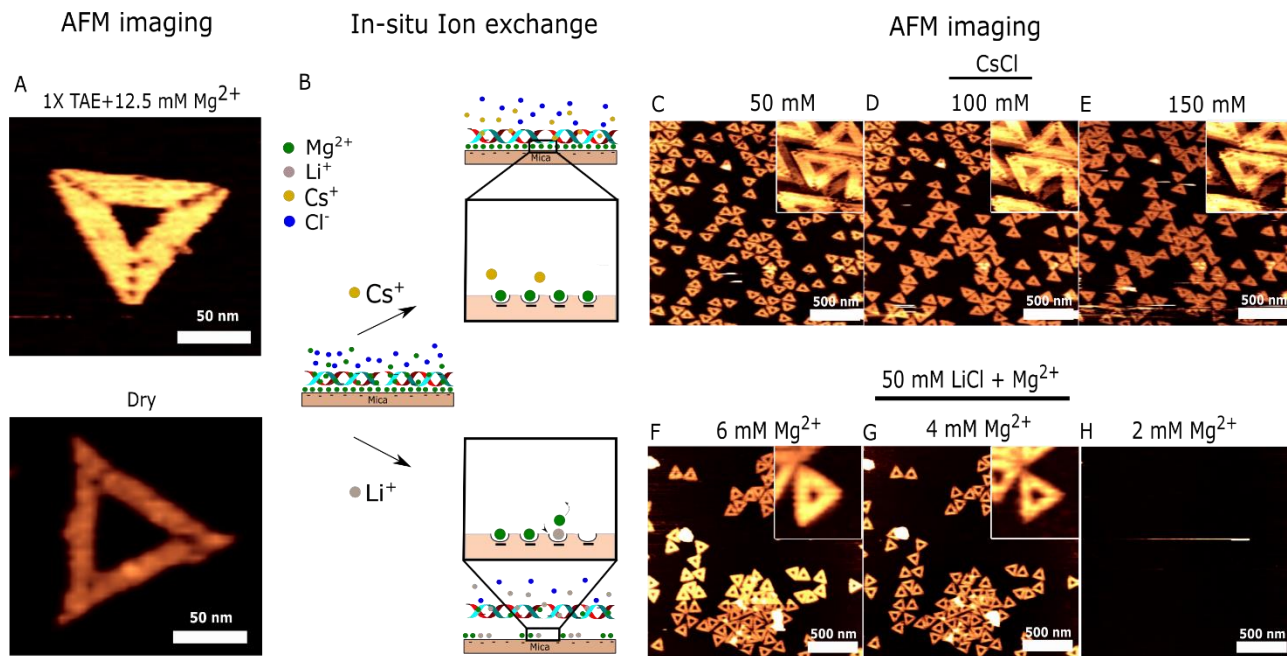 AFM imaging
In-situ Ion exchange
AFM imaging
A
1X TAE+12.5 mM Mg²⁺
50 nm
Dry
50 nm
B
Mg²⁺
Li⁺
Cs⁺
Cl⁻
Mica
Cs⁺
Mica
Li⁺
Mica
CsCl
C 50 mM
D 100 mM
E 150 mM
500 nm
500 nm
500 nm
50 mM LiCl + Mg²⁺
F 6 mM Mg²⁺
G 4 mM Mg²⁺
H 2 mM Mg²⁺
500 nm
500 nm
500 nm